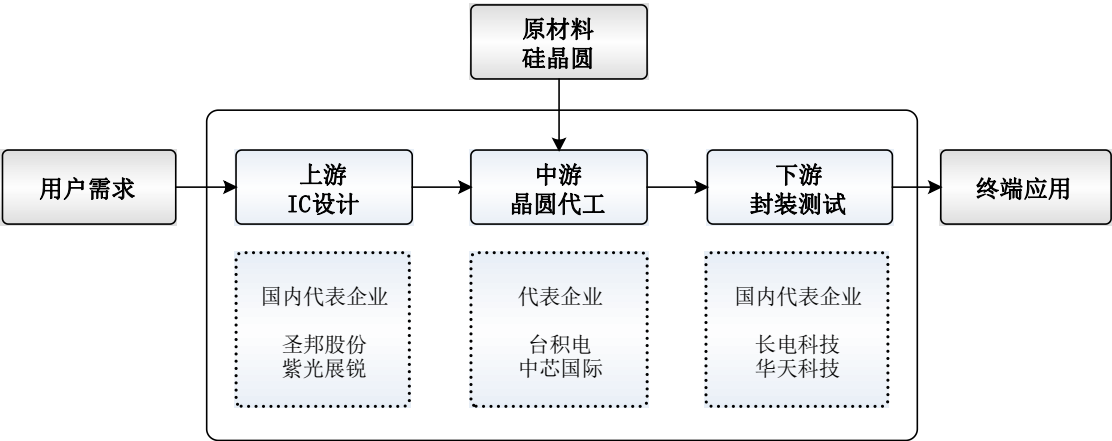 原材料
硅晶圆
用户需求
上游
IC设计
中游
晶圆代工
下游
封装测试
终端应用
国内代表企业
圣邦股份
紫光展锐
代表企业
台积电
中芯国际
国内代表企业
长电科技
华天科技